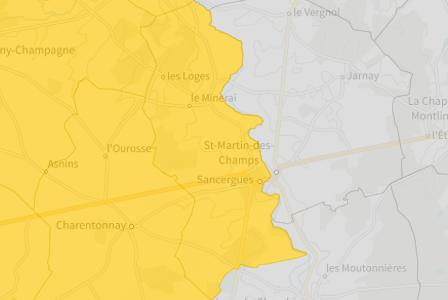 le Vergnol
ny-Champagne
les Loges
Jarnay
le Minerai
La Chap
Montlin
l'Ét
St-Martin-des-
Champs
l'Ourosse
Asnins
Sancergues
Charentonnay
les Moutonnières